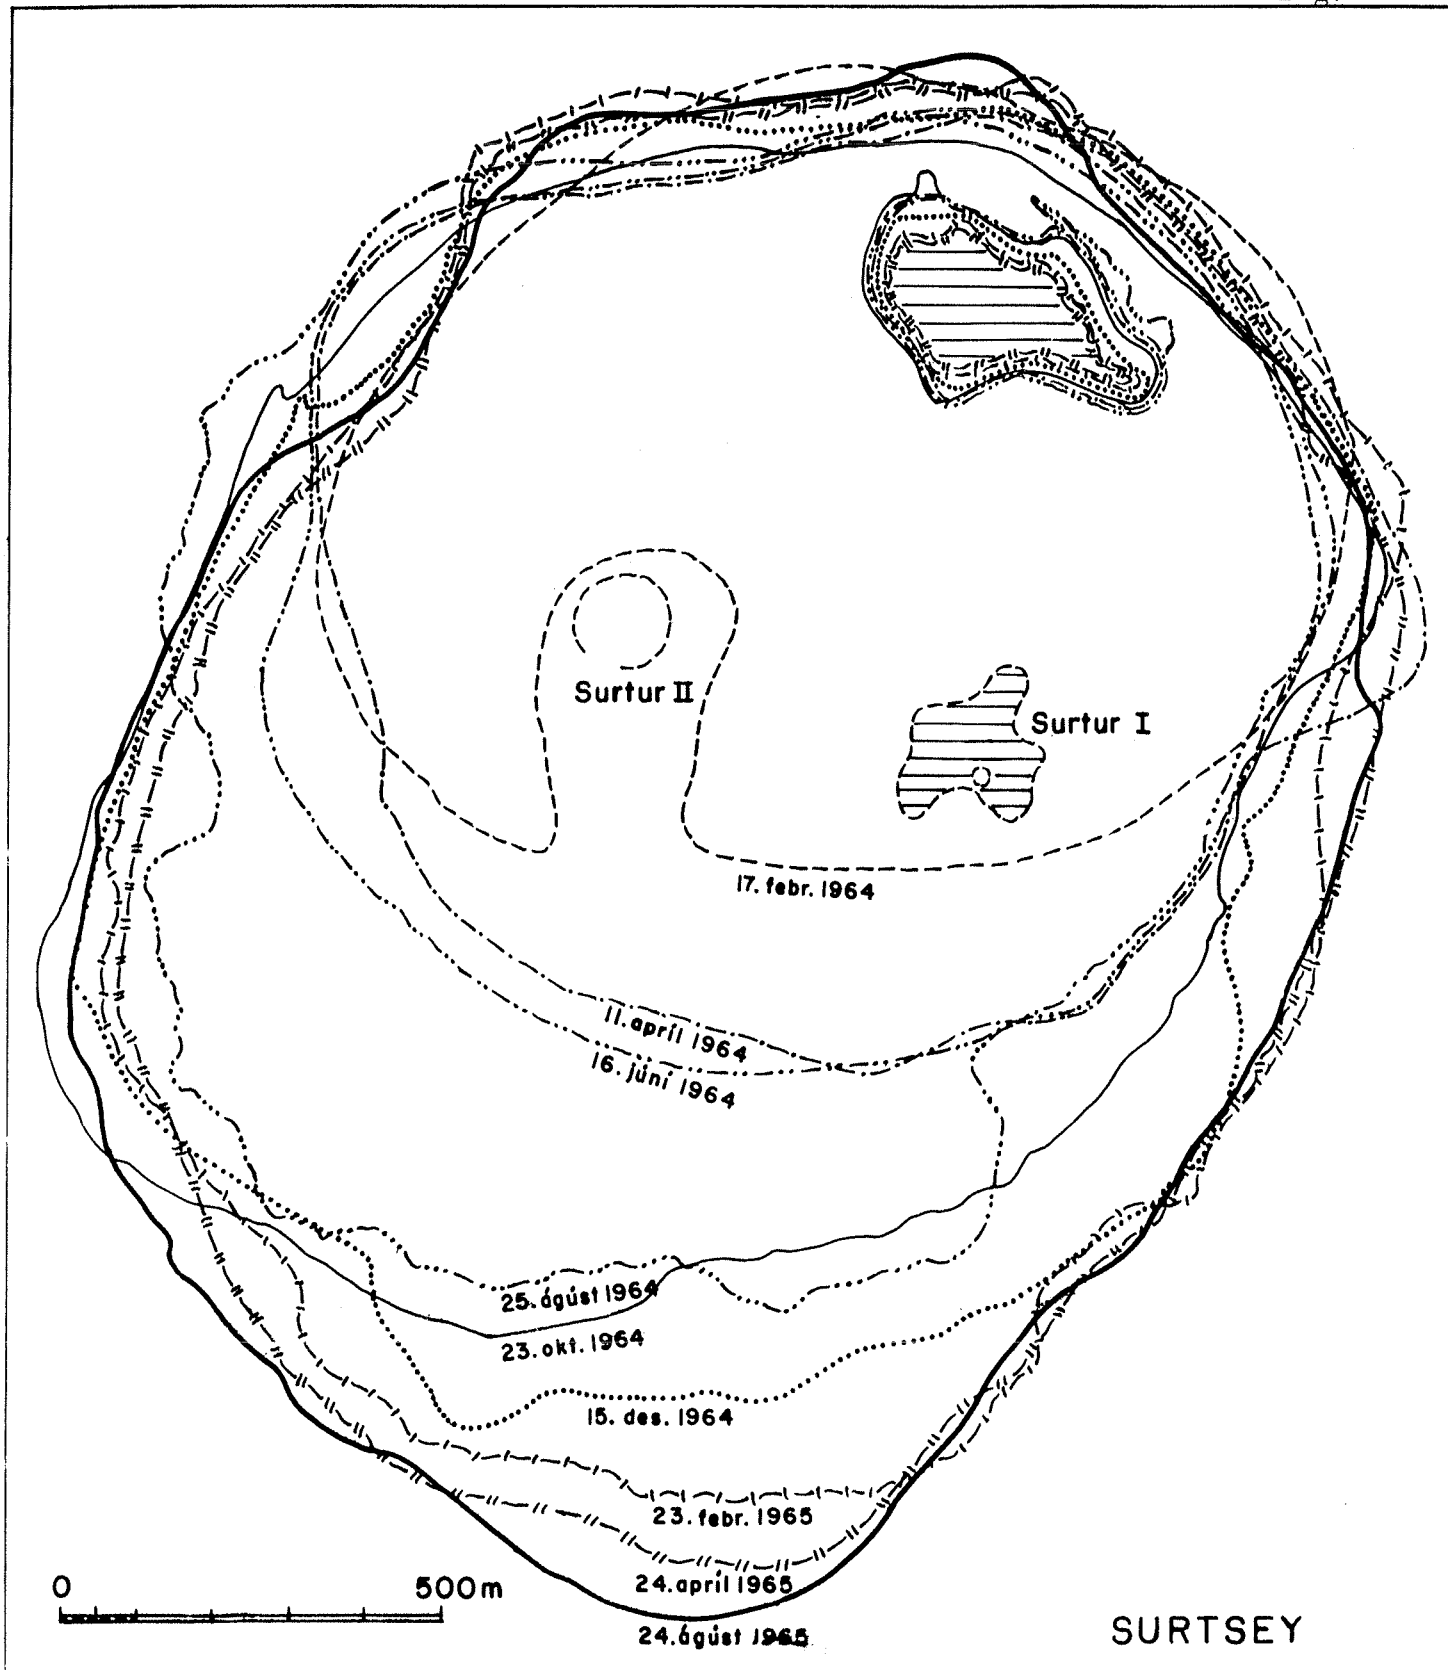 Surtur II
Surtur I
17. febr. 1964
11. apríl 1964
16. júní 1964
25. ágúst 1964
23. okt. 1964
15. des. 1964
23. febr. 1965
24. apríl 1965
24. ágúst 1965
0 500m
SURTSEY